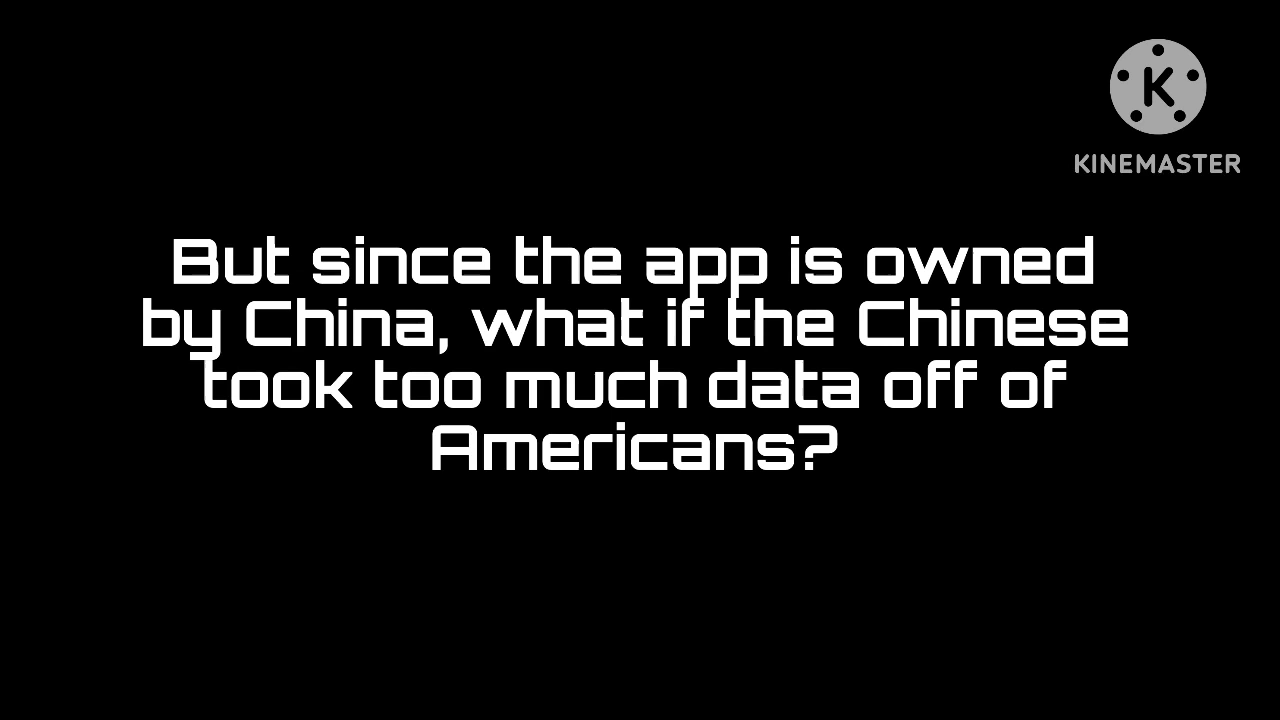 K
KINEMASTER
But since the app is owned
by China, what if the Chinese
took too much data off of
Americans?